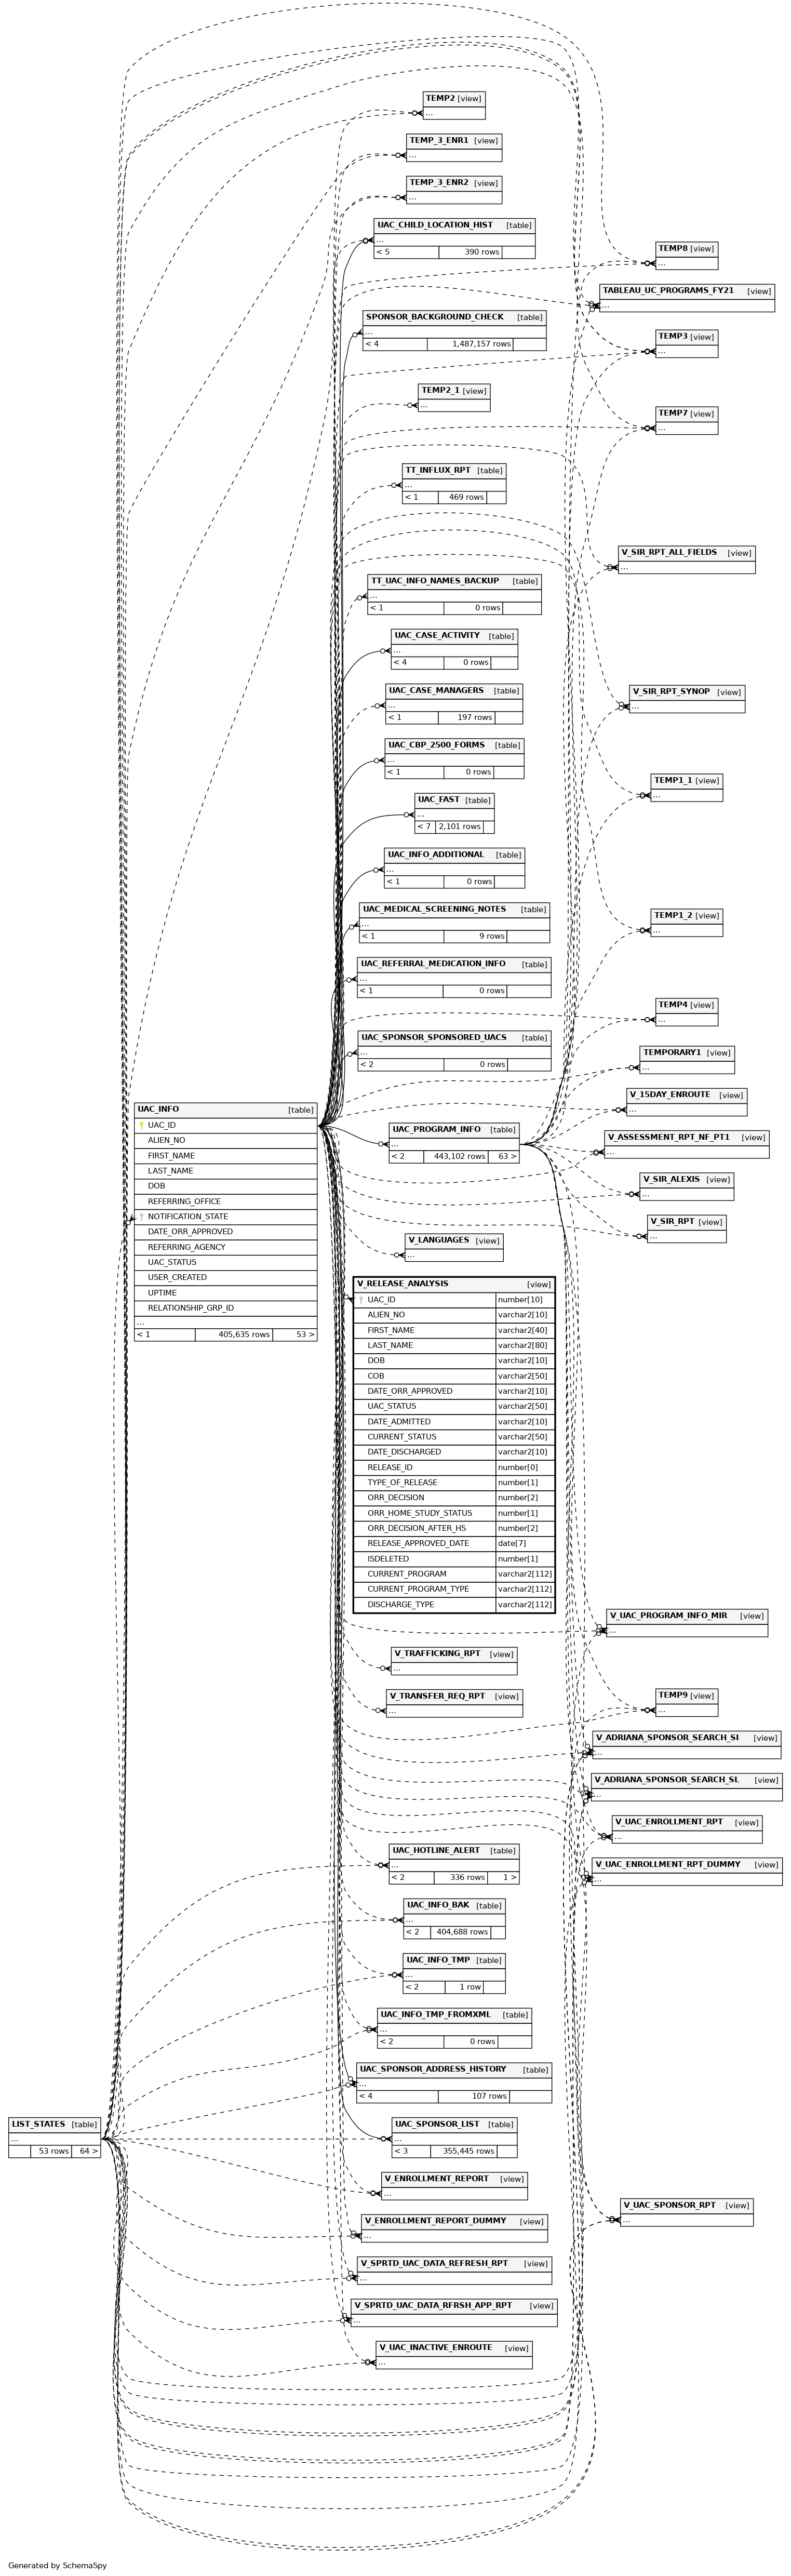 TEMP2 [view]
...
TEMP_3_ENR1 [view]
...
TEMP_3_ENR2 [view]
...
UAC_CHILD_LOCATION_HIST [table]
...
< 5 390 rows
TEMP8 [view]
...
TABLEAU_UC_PROGRAMS_FY21 [view]
...
SPONSOR_BACKGROUND_CHECK [table]
...
< 4 1,487,157 rows
TEMP3 [view]
...
TEMP2_1 [view]
...
TEMP7 [view]
...
TT_INFLUX_RPT [table]
...
< 1 469 rows
V_SIR_RPT_ALL_FIELDS [view]
...
TT_UAC_INFO_NAMES_BACKUP [table]
...
< 1 0 rows
UAC_CASE_ACTIVITY [table]
...
< 4 0 rows
UAC_CASE_MANAGERS [table]
...
< 1 197 rows
V_SIR_RPT_SYNOP [view]
...
UAC_CBP_2500_FORMS [table]
...
< 1 0 rows
TEMP1_1 [view]
...
UAC_FAST [table]
...
< 7 2,101 rows
UAC_INFO_ADDITIONAL [table]
...
< 1 0 rows
UAC_MEDICAL_SCREENING_NOTES [table]
...
< 1 9 rows
TEMP1_2 [view]
...
UAC_REFERRAL_MEDICATION_INFO [table]
...
< 1 0 rows
TEMP4 [view]
...
UAC_SPONSOR_SPONSORED_UACS [table]
...
< 2 0 rows
TEMPORARY1 [view]
...
V_15DAY_ENROUTE [view]
...
UAC_PROGRAM_INFO [table]
...
< 2 443,102 rows 63 >
V_ASSESSMENT_RPT_NF_PT1 [view]
...
V_SIR_ALEXIS [view]
...
V_SIR_RPT [view]
...
V_LANGUAGES [view]
...
UAC_INFO [table]
UAC_ID
ALIEN_NO
FIRST_NAME
LAST_NAME
DOB
REFERRING_OFFICE
NOTIFICATION_STATE
DATE_ORR_APPROVED
REFERRING_AGENCY
UAC_STATUS
USER_CREATED
UPTIME
RELATIONSHIP_GRP_ID
...
< 1 405,635 rows 53 >
V_RELEASE_ANALYSIS [view]
UAC_ID number[10]
ALIEN_NO varchar2[10]
FIRST_NAME varchar2[40]
LAST_NAME varchar2[80]
DOB varchar2[10]
COB varchar2[50]
DATE_ORR_APPROVED varchar2[10]
UAC_STATUS varchar2[50]
DATE_ADMITTED varchar2[10]
CURRENT_STATUS varchar2[50]
DATE_DISCHARGED varchar2[10]
RELEASE_ID number[0]
TYPE_OF_RELEASE number[1]
ORR_DECISION number[2]
ORR_HOME_STUDY_STATUS number[1]
ORR_DECISION_AFTER_HS number[2]
RELEASE_APPROVED_DATE date[7]
ISDELETED number[1]
CURRENT_PROGRAM varchar2[112]
CURRENT_PROGRAM_TYPE varchar2[112]
DISCHARGE_TYPE varchar2[112]
V_UAC_PROGRAM_INFO_MIR [view]
...
V_TRAFFICKING_RPT [view]
...
V_TRANSFER_REQ_RPT [view]
...
TEMP9 [view]
...
V_ADRIANA_SPONSOR_SEARCH_SI [view]
...
V_ADRIANA_SPONSOR_SEARCH_SL [view]
...
V_UAC_ENROLLMENT_RPT [view]
...
UAC_HOTLINE_ALERT [table]
...
< 2 336 rows 1 >
V_UAC_ENROLLMENT_RPT_DUMMY [view]
...
UAC_INFO_BAK [table]
...
< 2 404,688 rows
UAC_INFO_TMP [table]
...
< 2 1 row
UAC_INFO_TMP_FROMXML [table]
...
< 2 0 rows
UAC_SPONSOR_ADDRESS_HISTORY [table]
...
< 4 107 rows
LIST_STATES [table]
...
53 rows 64 >
UAC_SPONSOR_LIST [table]
...
< 3 355,445 rows
V_ENROLLMENT_REPORT [view]
...
V_UAC_SPONSOR_RPT [view]
...
V_ENROLLMENT_REPORT_DUMMY [view]
...
V_SPRTD_UAC_DATA_REFRESH_RPT [view]
...
V_SPRTD_UAC_DATA_RFRSH_APP_RPT [view]
...
V_UAC_INACTIVE_ENROUTE [view]
...
Generated by SchemaSpy